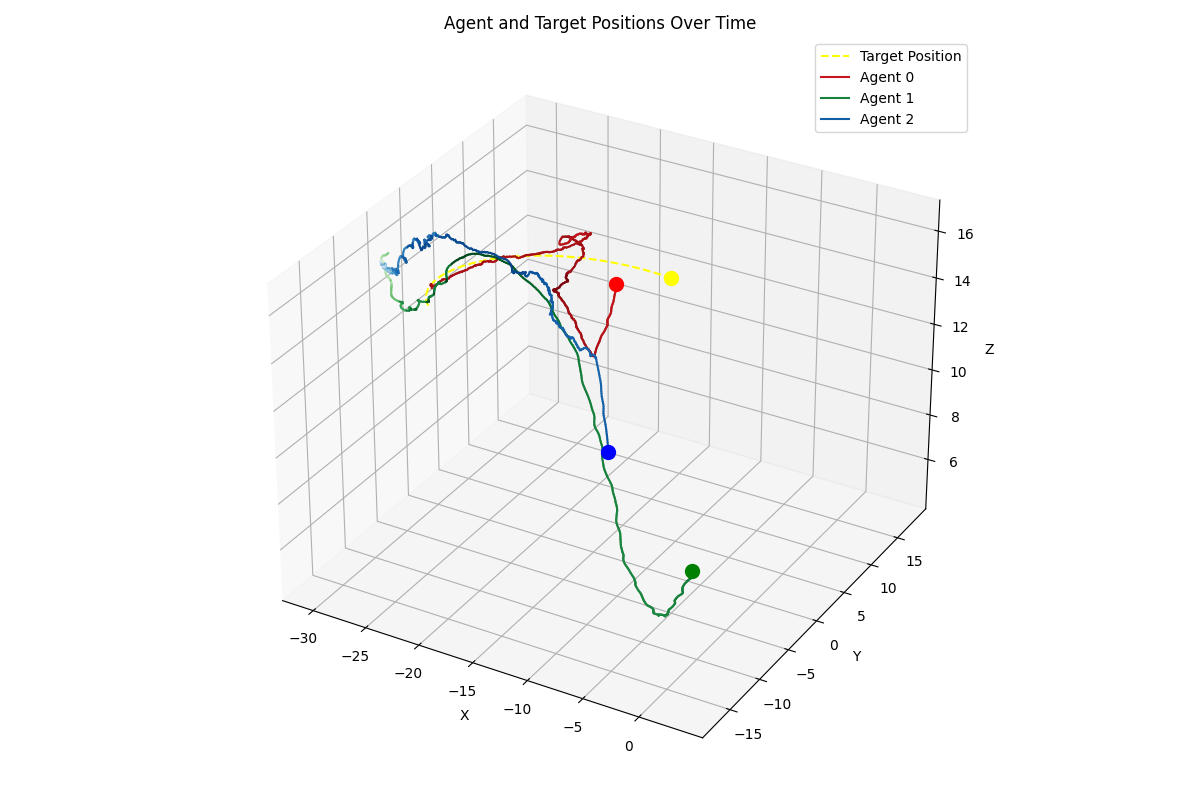 Agent and Target Positions Over Time
Target Position
Agent 0
Agent 1
Agent 2
16
14
12
Z
10
8
6
15
10
5
0
Y
−5
−10
−15
−30
−25
−20
−15
X
−10
−5
0